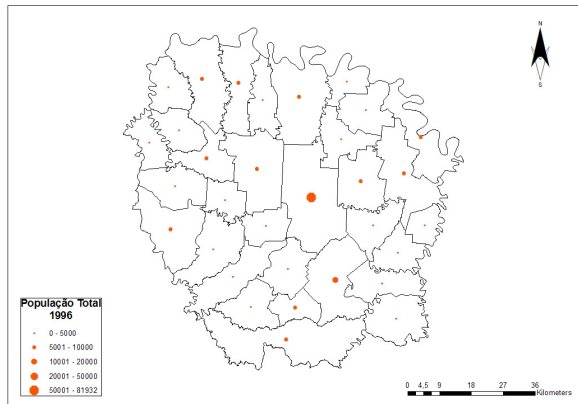 N
S
População Total
1996
0 - 5000
5001 - 10000
10001 - 20000
20001 - 50000
50001 - 81932
0 4,5 9 18 27 36
Kilometers